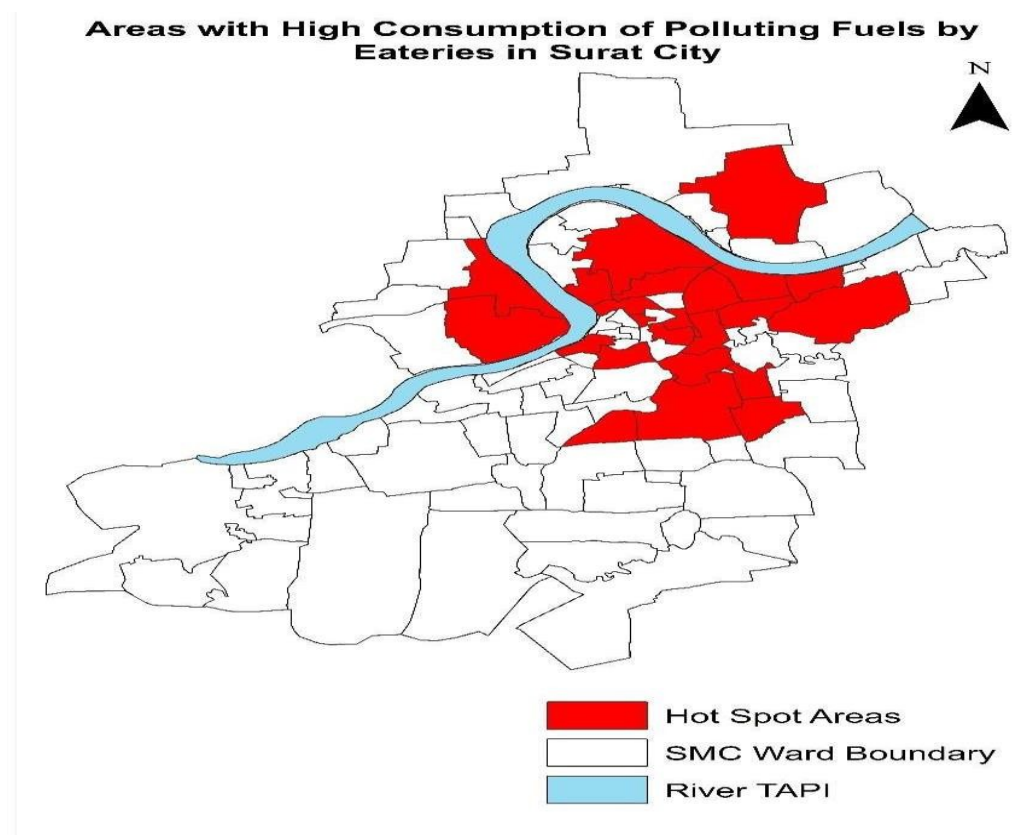 Areas with High Consumption of Polluting Fuels by
Eateries in Surat City
N
Hot Spot Areas
SMC Ward Boundary
River TAPI